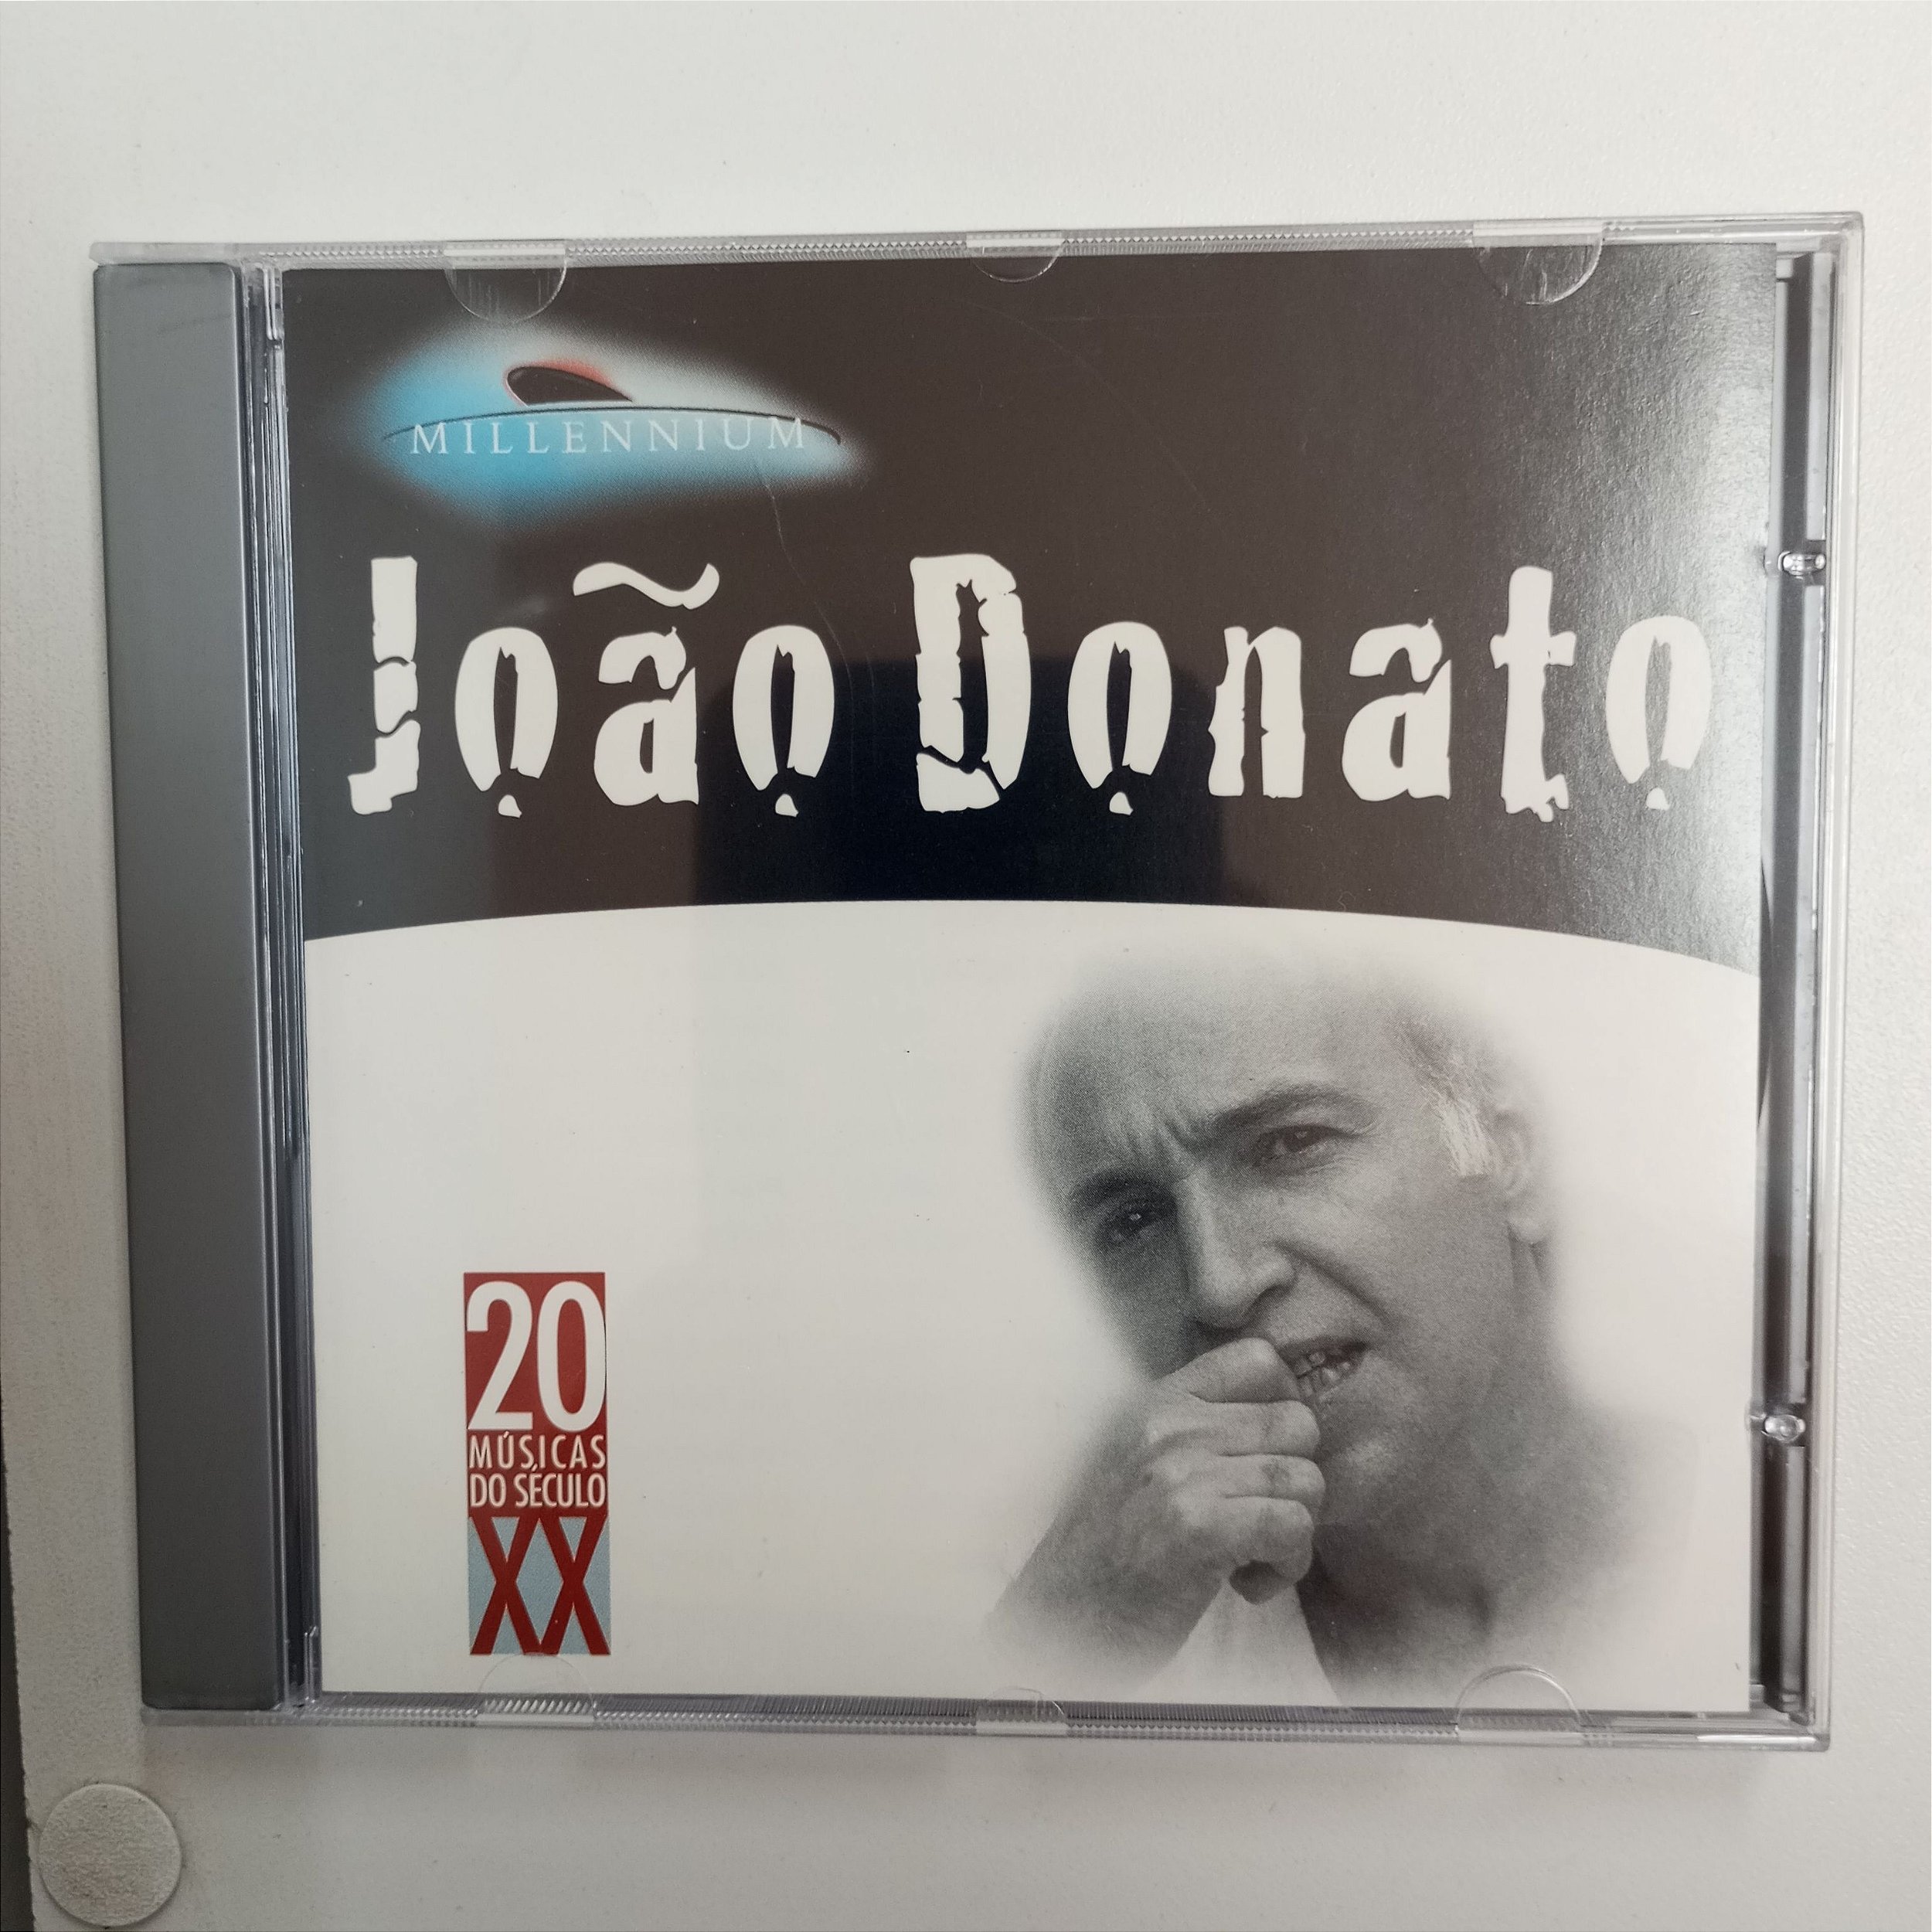 MILLENNIUM
João Donato
20
MÚSICAS
DO SÉCULO
XX